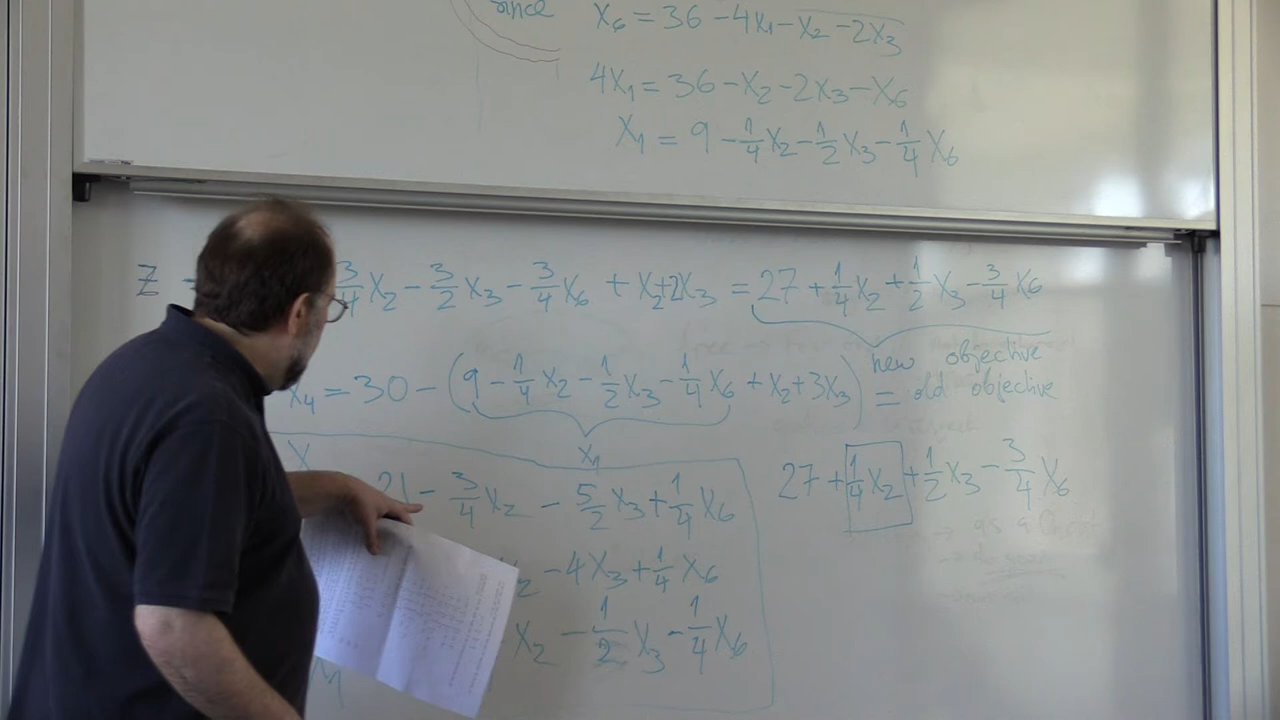 since x₆ = 36 - 4x₁ - x₂ - 2x₃
4x₁ = 36 - x₂ - 2x₃ - x₆
x₁ = 9 - 1/4 x₂ - 1/2 x₃ - 1/4 x₆
z 3/4 x₂ - 3/2 x₃ - 3/4 x₆ + x₂ + 2x₃ = 27 + 1/4 x₂ + 1/2 x₃ - 3/4 x₆
new objective
x₄ = 30 - (9 - 1/4 x₂ - 1/2 x₃ - 1/4 x₆ + x₂ + 3x₃) = old objective
x₁
21 - 3/4 x₂ - 5/2 x₃ + 1/4 x₆
27 + 1/4 x₂ + 1/2 x₃ - 3/4 x₆
₂ - 4x₃ + 1/4 x₆
x₂ - 1/2 x₃ - 1/4 x₆